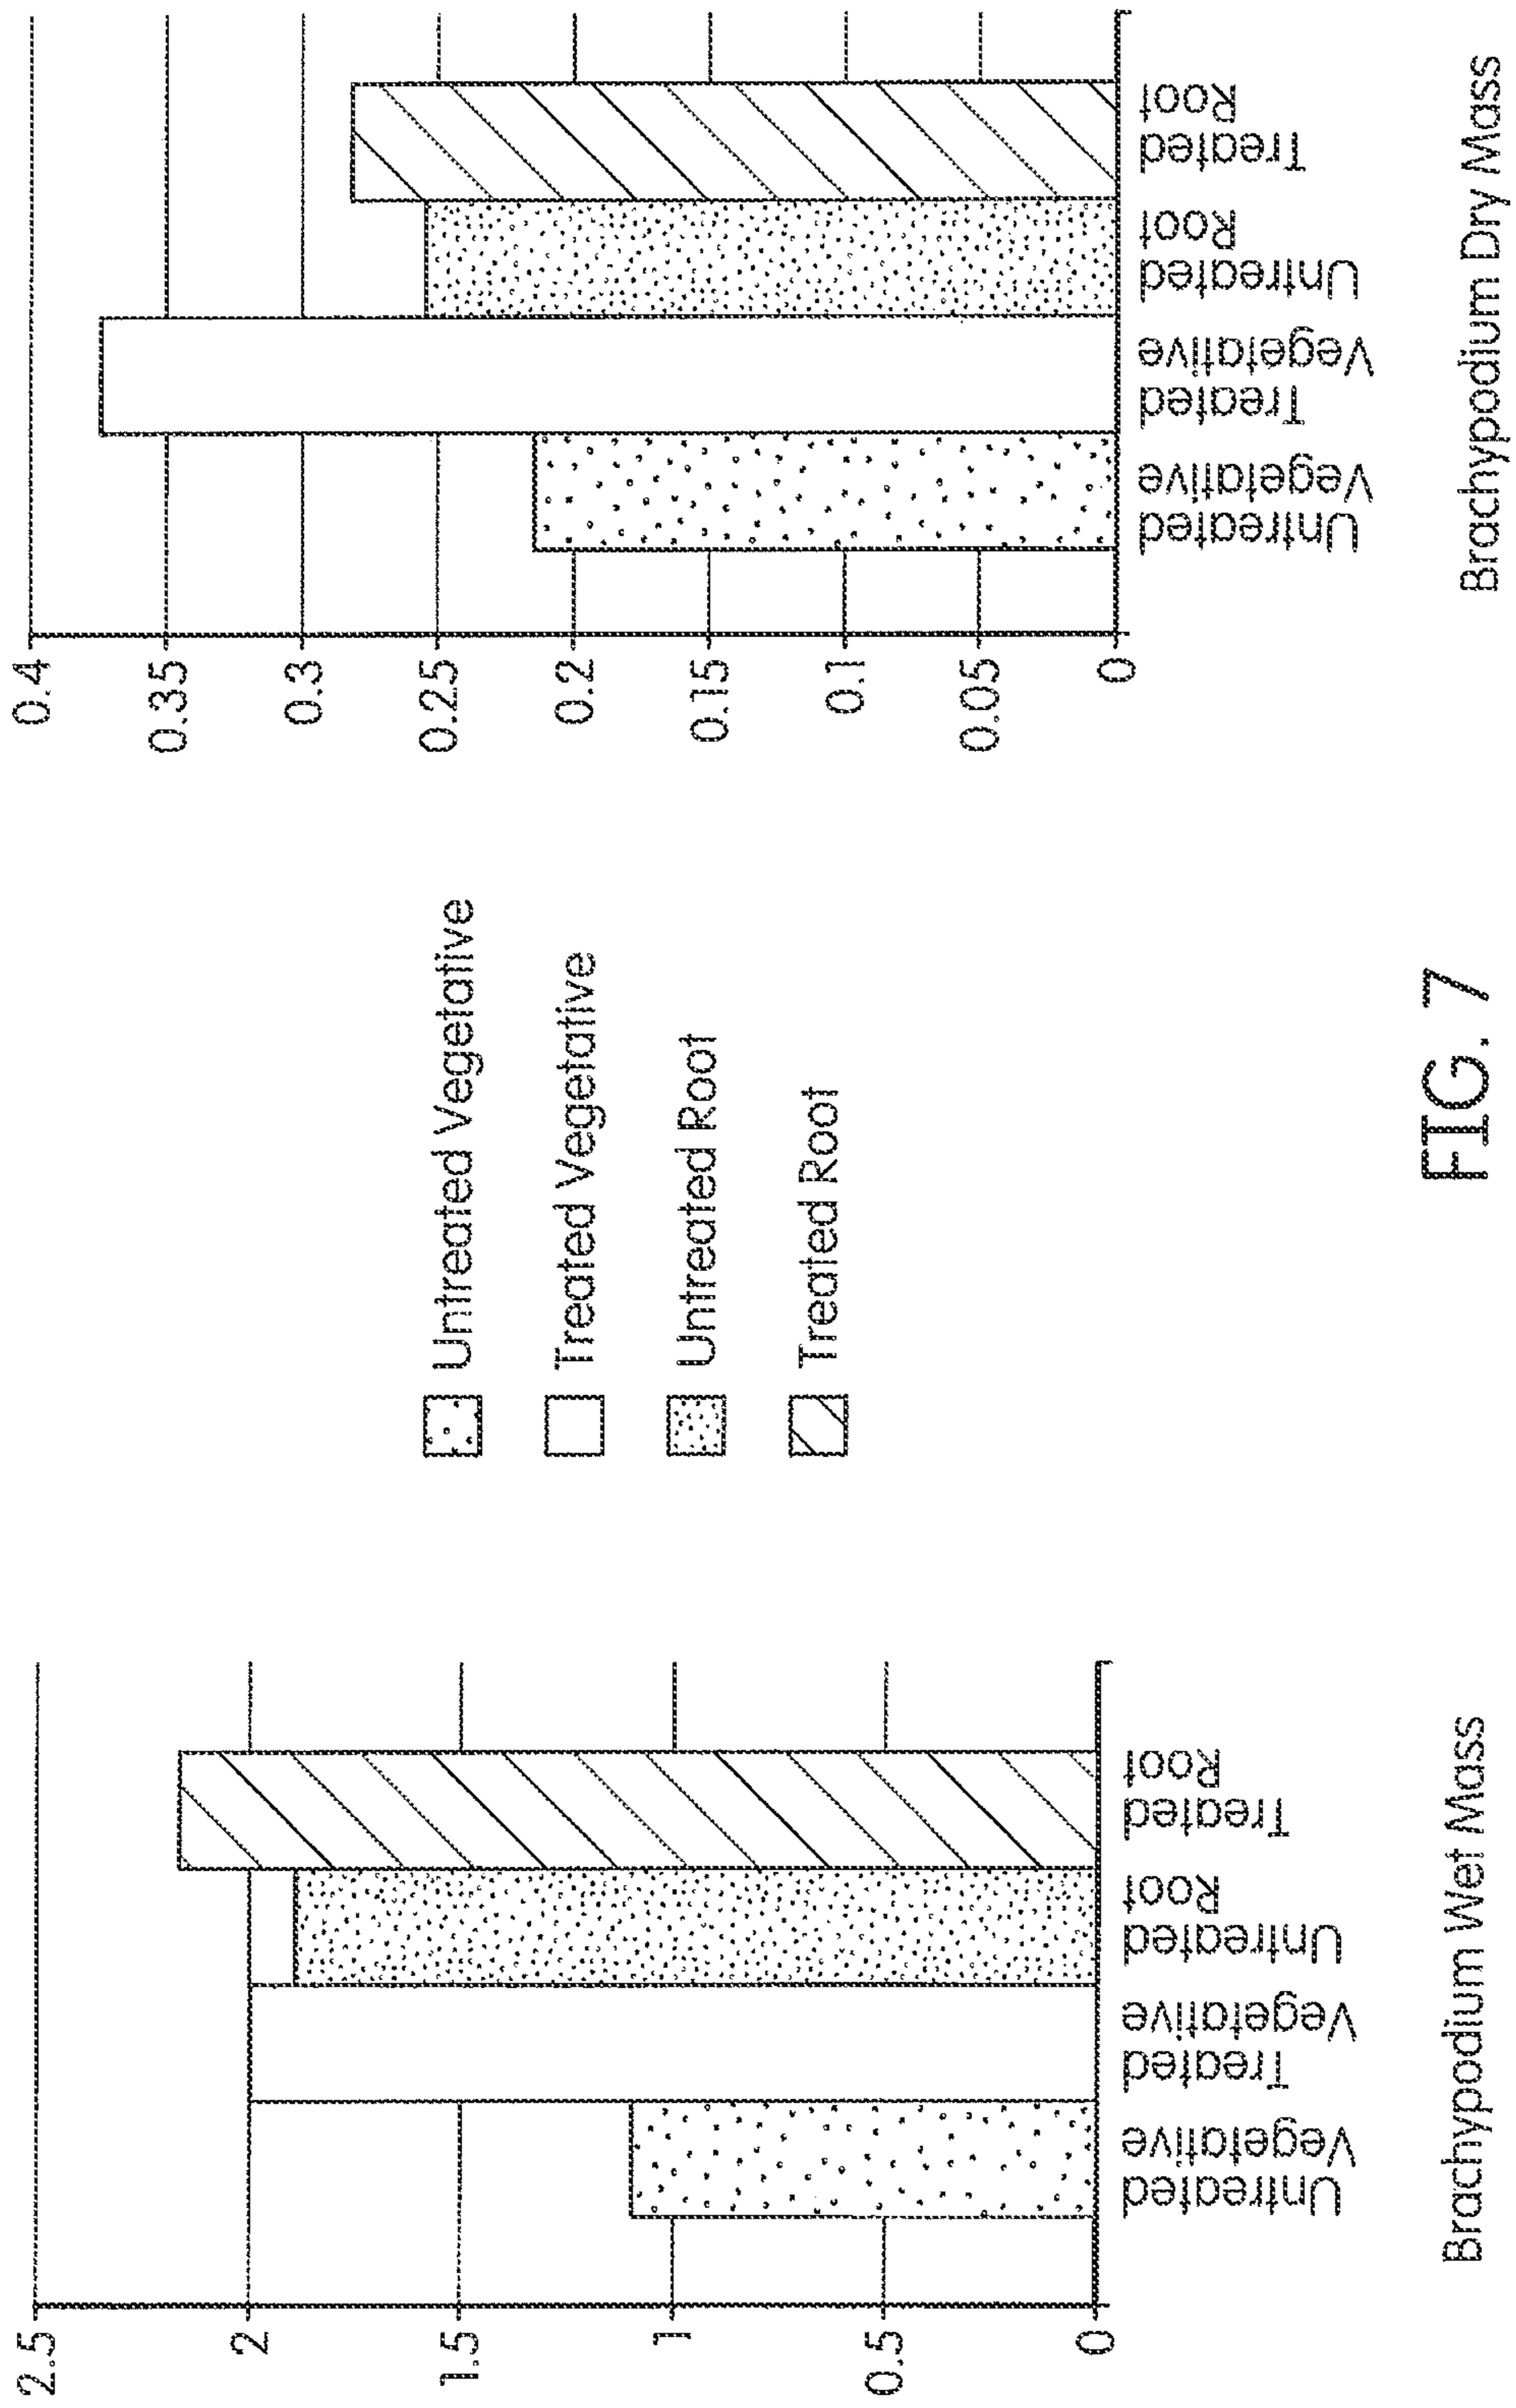 2.5
2
1.5
1
0.5
0
Untreated
Vegetative
Treated
Vegetative
Untreated
Root
Treated
Root
Brachypodium Wet Mass
Untreated Vegetative
Treated Vegetative
Untreated Root
Treated Root
0.4
0.35
0.3
0.25
0.2
0.15
0.1
0.05
0
Untreated
Vegetative
Treated
Vegetative
Untreated
Root
Treated
Root
Brachypodium Dry Mass
FIG. 7